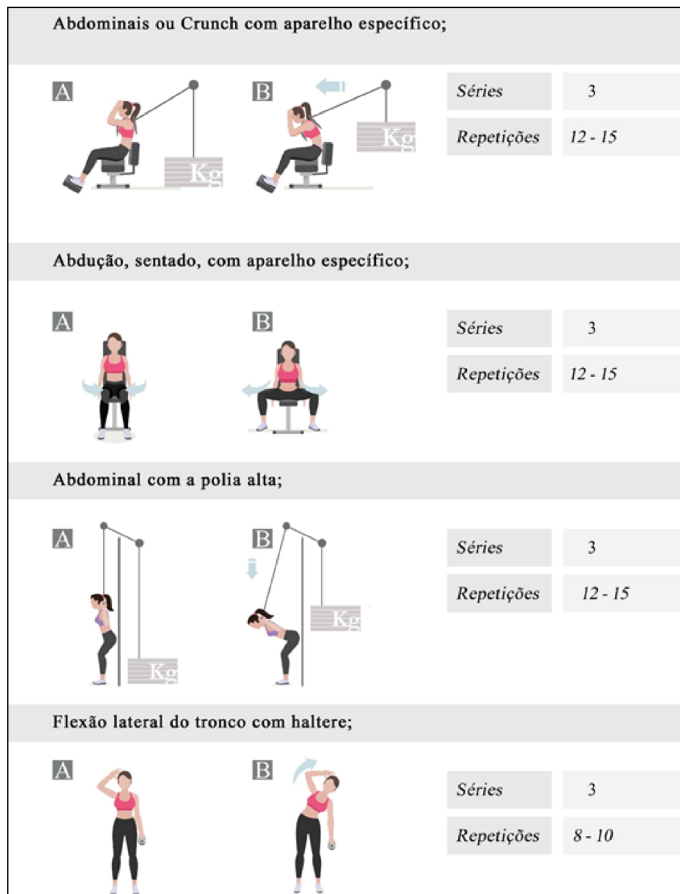 Abdominais ou Crunch com aparelho específico;
A
B
Kg
Kg
Séries 3
Repetições 12 - 15
Abdução, sentado, com aparelho específico;
A
B
Séries 3
Repetições 12 - 15
Abdominal com a polia alta;
A
B
Kg
Kg
Séries 3
Repetições 12 - 15
Flexão lateral do tronco com haltere;
A
B
Séries 3
Repetições 8 - 10